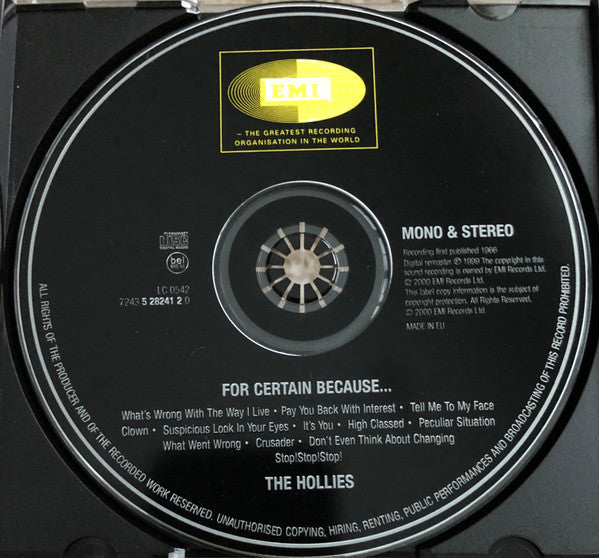 EMI
– THE GREATEST RECORDING
ORGANISATION IN THE WORLD
COMPACT
disc
DIGITAL AUDIO
bel
BIEM
LC 0542
7243 5 28241 2 0
MONO & STEREO
Recording first published 1966
Digital remaster ℗ 1999 The copyright in this
sound recording is owned by EMI Records Ltd.
© 2000 EMI Records Ltd.
This label copy information is the subject of
copyright protection. All Rights Reserved.
© 2000 EMI Records Ltd.
MADE IN EU
FOR CERTAIN BECAUSE...
What's Wrong With The Way I Live • Pay You Back With Interest • Tell Me To My Face
Clown • Suspicious Look In Your Eyes • It's You • High Classed • Peculiar Situation
What Went Wrong • Crusader • Don't Even Think About Changing
Stop!Stop!Stop!
THE HOLLIES
ALL RIGHTS OF THE PRODUCER AND OF THE RECORDED WORK RESERVED. UNAUTHORISED COPYING, HIRING, RENTING, PUBLIC PERFORMANCES AND BROADCASTING OF THIS RECORD PROHIBITED.